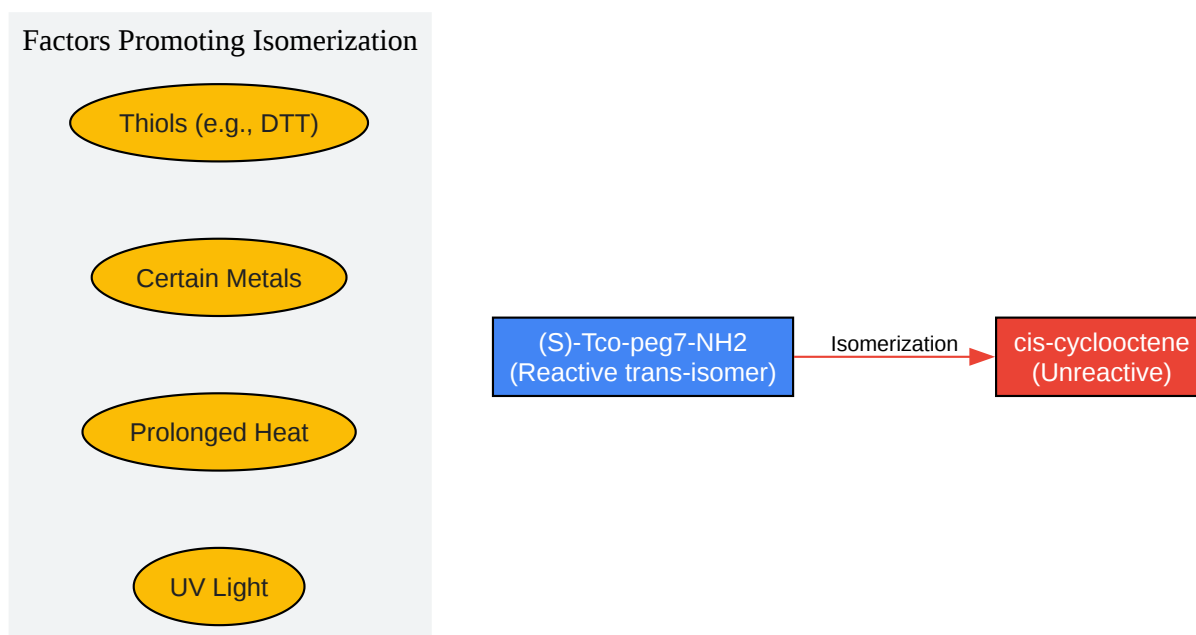 Factors Promoting Isomerization
Thiols (e.g., DTT)
Certain Metals
Prolonged Heat
UV Light
(S)-Tco-peg7-NH2
(Reactive trans-isomer)
Isomerization
cis-cyclooctene
(Unreactive)